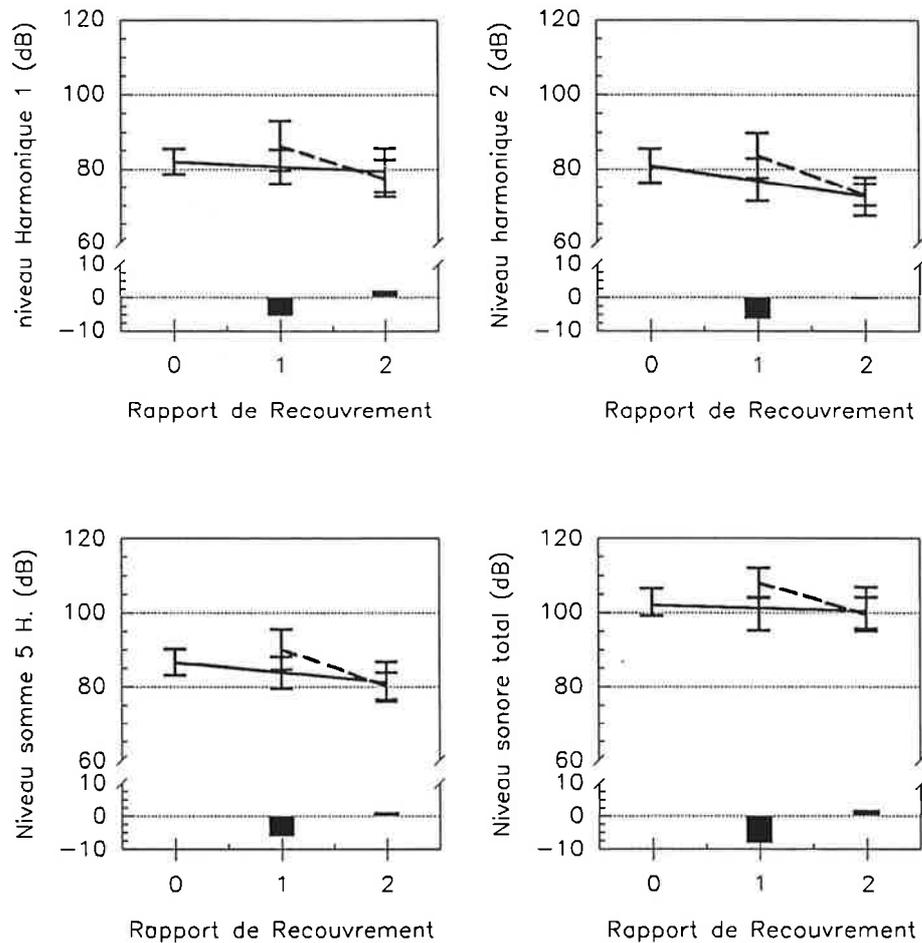 niveau Harmonique 1 (dB)
120
100
80
60
10
0
−10
0 1 2
Rapport de Recouvrement
Niveau harmonique 2 (dB)
120
100
80
60
10
0
−10
0 1 2
Rapport de Recouvrement
Niveau somme 5 H. (dB)
120
100
80
60
10
0
−10
0 1 2
Rapport de Recouvrement
Niveau sonore total (dB)
120
100
80
60
10
0
−10
0 1 2
Rapport de Recouvrement